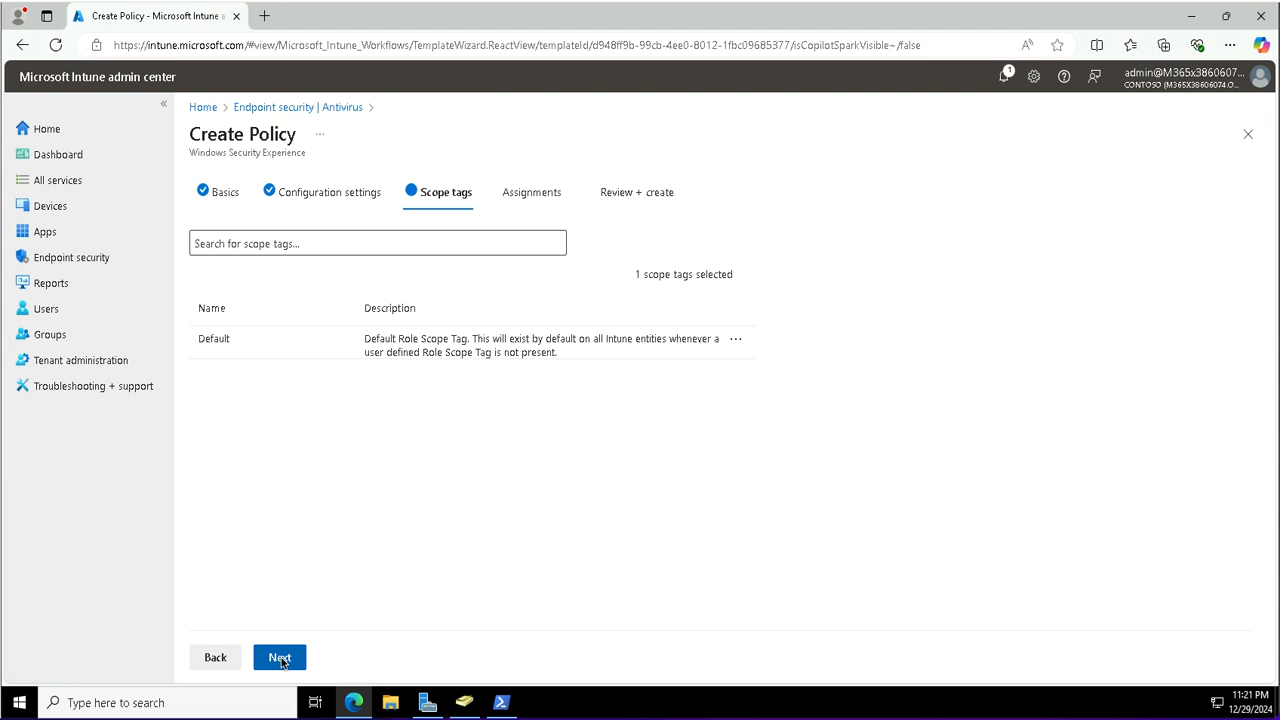 Create Policy - Microsoft Intune a
https://intune.microsoft.com/#view/Microsoft_Intune_Workflows/TemplateWizard.ReactView/templateId/d948ff9b-99cb-4ee0-8012-1fbc09685377/isCopilotSparkVisible~/false
Microsoft Intune admin center
1
admin@M365x3860607...
CONTOSO (M365X38606074.O...
Home
Dashboard
All services
Devices
Apps
Endpoint security
Reports
Users
Groups
Tenant administration
Troubleshooting + support
Home > Endpoint security | Antivirus >
Create Policy ...
Windows Security Experience
Basics Configuration settings Scope tags Assignments Review + create
Search for scope tags...
1 scope tags selected
Name Description
Default Default Role Scope Tag. This will exist by default on all Intune entities whenever a ...
user defined Role Scope Tag is not present.
Back Next
Type here to search
11:21 PM
12/29/2024